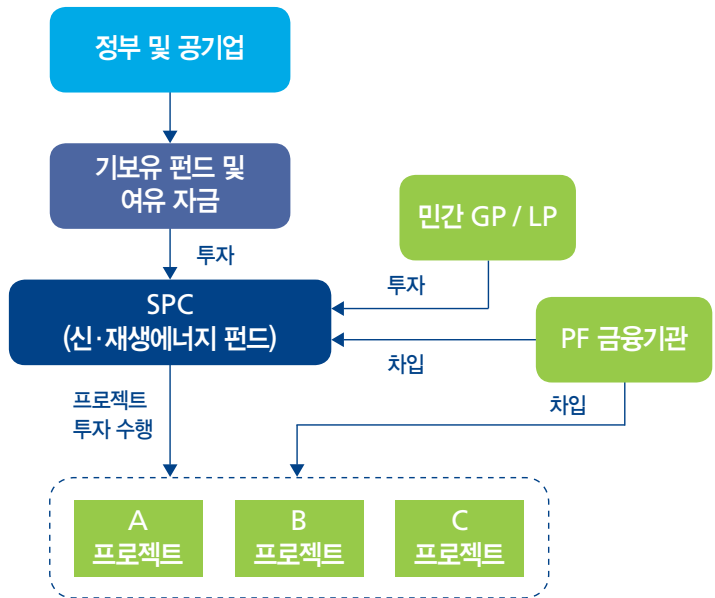 정부 및 공기업
기보유 펀드 및
여유 자금
민간 GP / LP
투자
투자
SPC
(신·재생에너지 펀드)
PF 금융기관
차입
프로젝트
투자 수행
차입
A
프로젝트
B
프로젝트
C
프로젝트